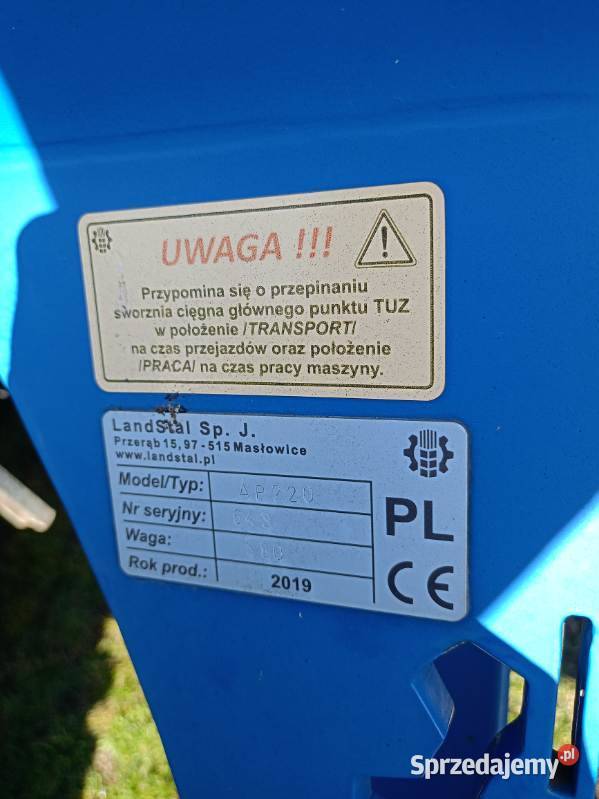 UWAGA !!!
Przypomina się o przepinaniu
sworznia cięgna głównego punktu TUZ
w położenie /TRANSPORT/
na czas przejazdów oraz położenie
/PRACA/ na czas pracy maszyny.
LandStal Sp. J.
Przerąb 15, 97 - 515 Masłowice
www.landstal.pl
Model/Typ:
Nr seryjny:
Waga:
Rok prod.: 2019
PL
CE
Sprzedajemy.pl